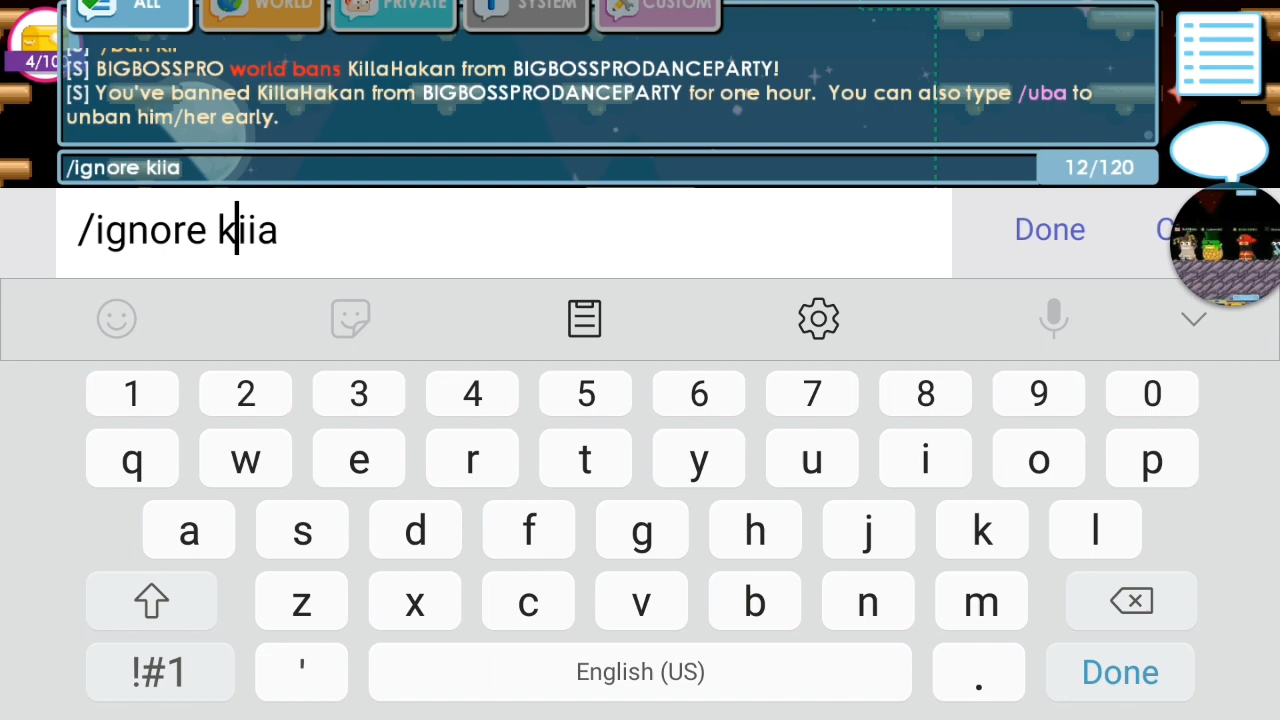 ALL WORLD PRIVATE SYSTEM CUSTOM
4/10
[S] /ban kil
[S] BIGBOSSPRO world bans KillaHakan from BIGBOSSPRODANCEPARTY!
[S] You've banned KillaHakan from BIGBOSSPRODANCEPARTY for one hour. You can also type /uba to
unban him/her early.
/ignore kiia 12/120
/ignore kiia Done C
1 2 3 4 5 6 7 8 9 0
q w e r t y u i o p
a s d f g h j k l
z x c v b n m
!#1 ' English (US) . Done